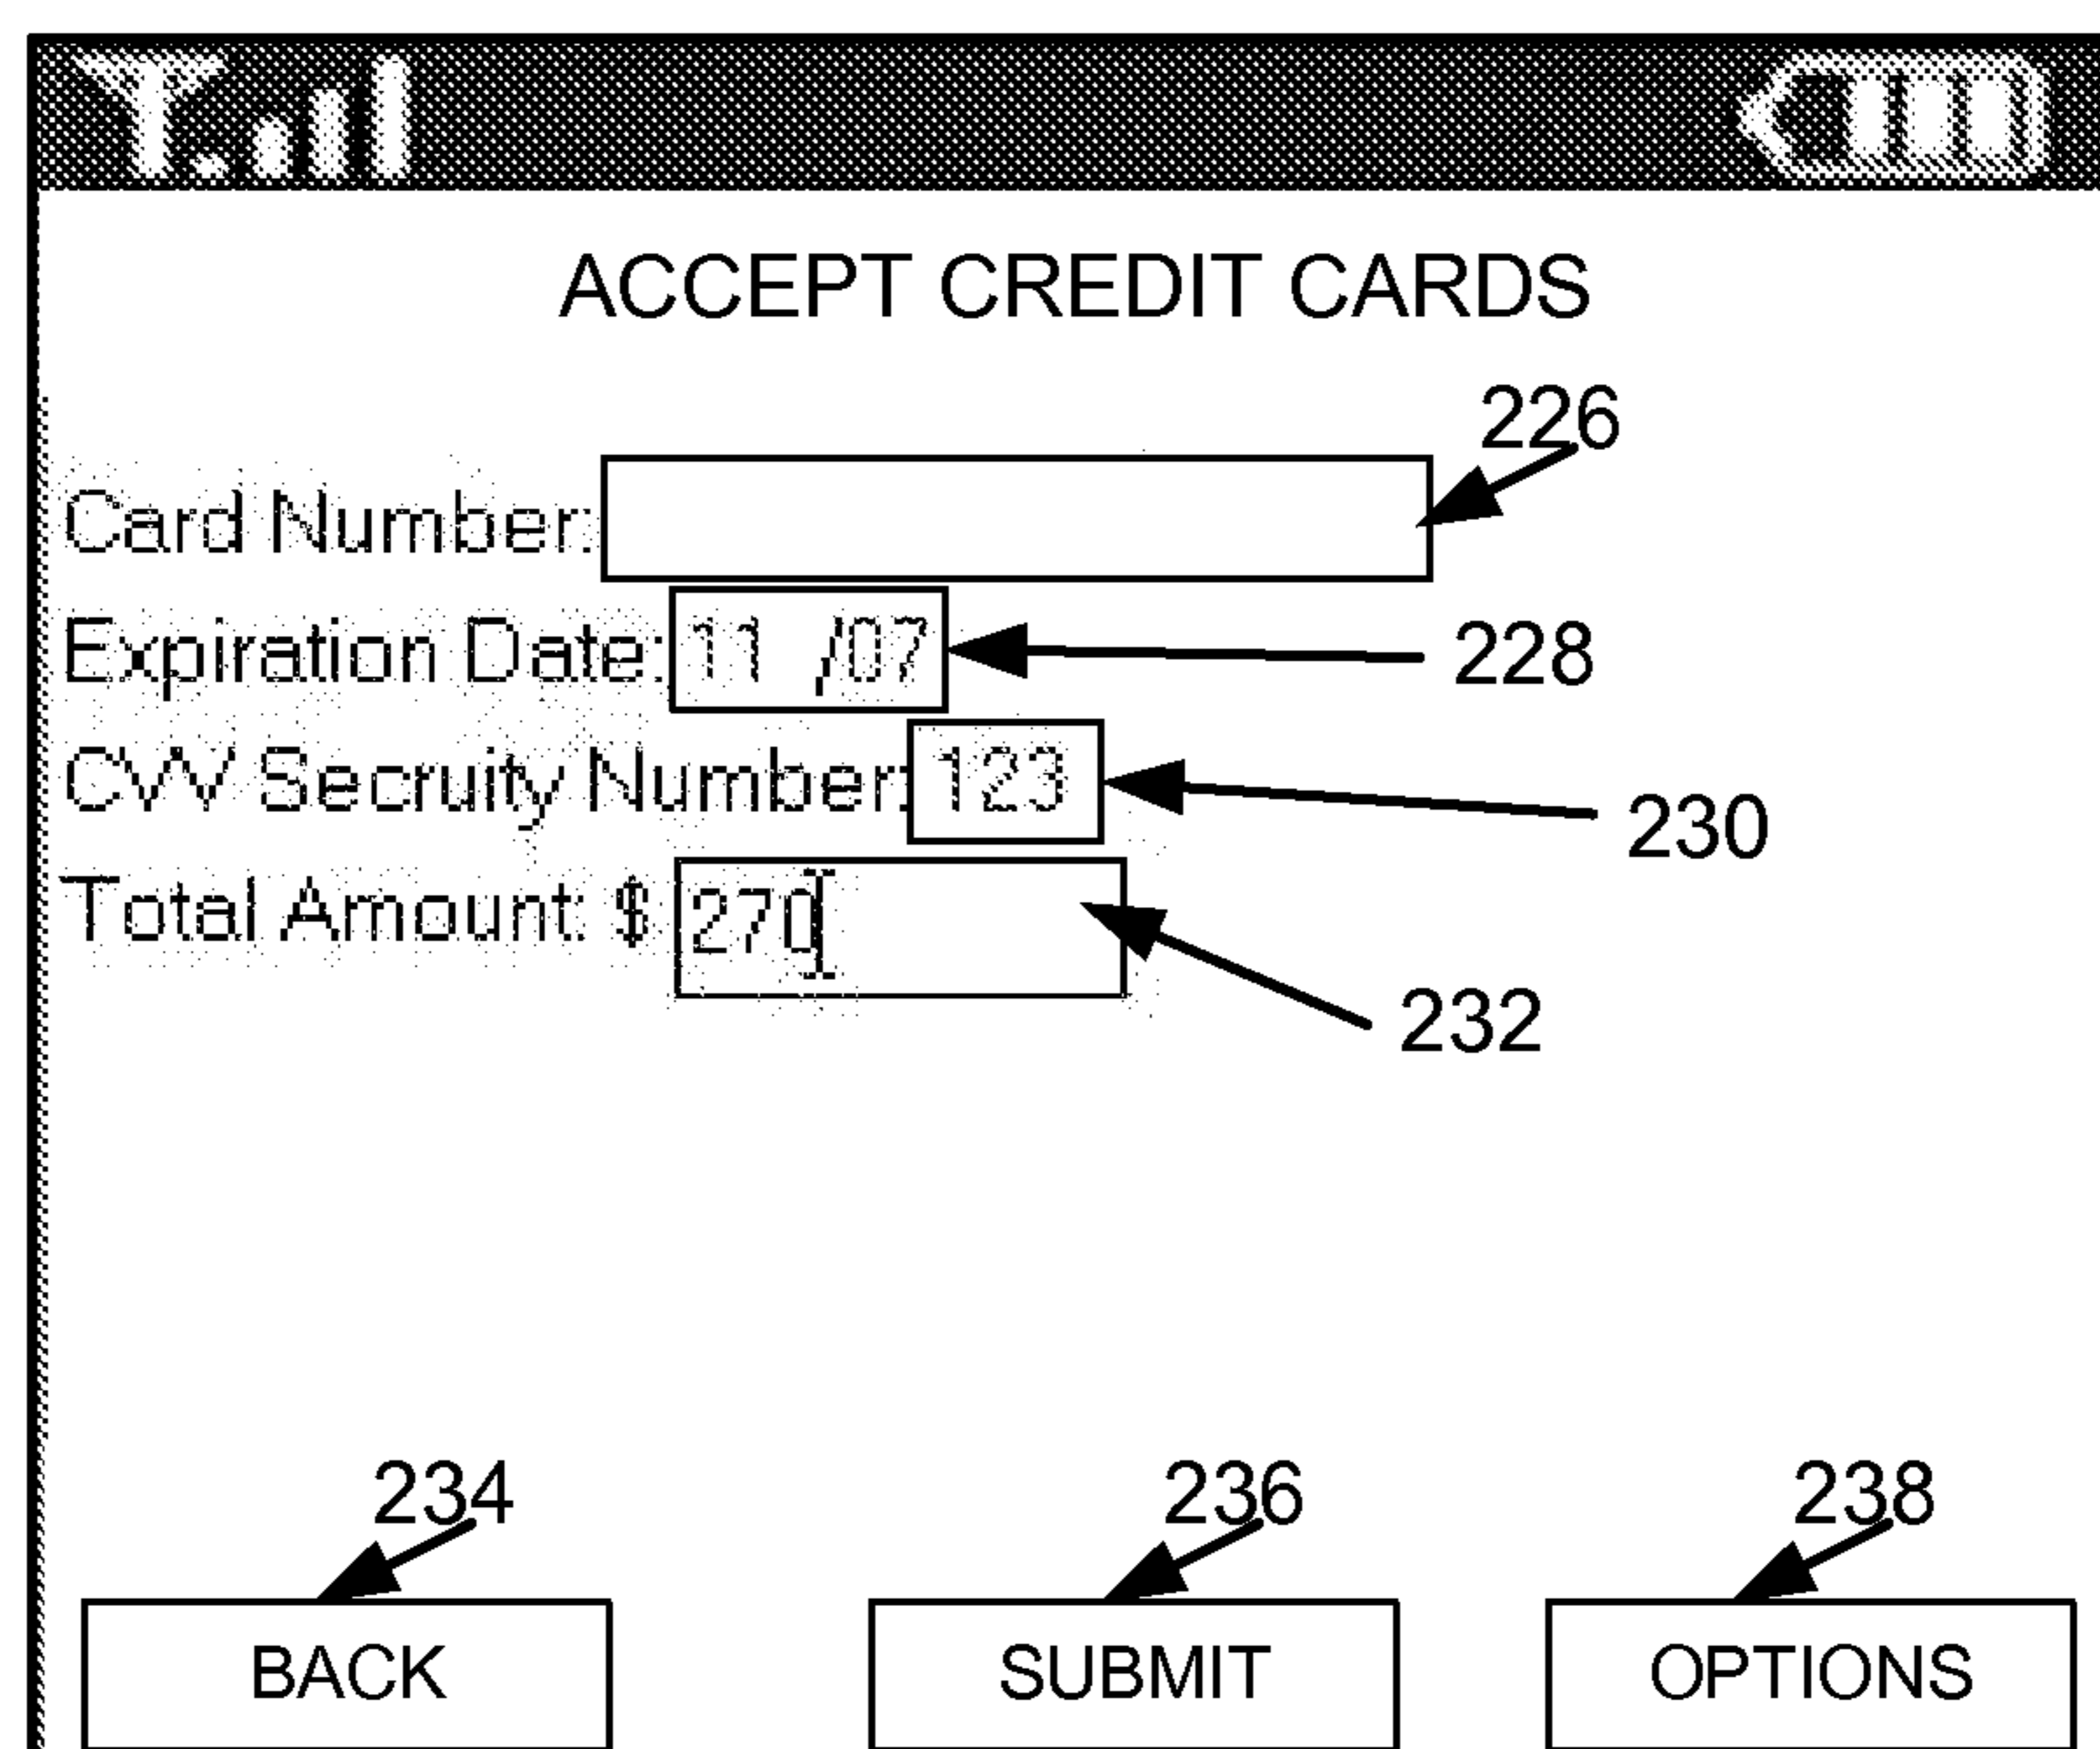 ACCEPT CREDIT CARDS
226
Card Number:
Expiration Date: 11 /07
228
CVV Secruity Number: 123
230
Total Amount: $ 270
232
234 236 238
BACK SUBMIT OPTIONS